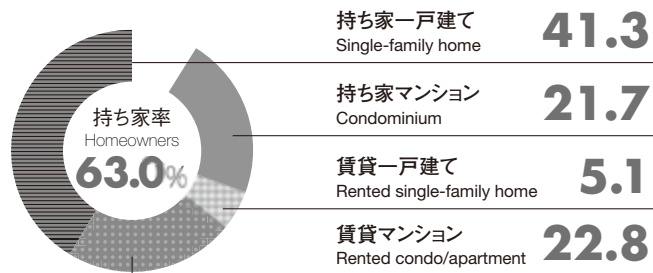 持ち家率
Homeowners
63.0%
持ち家一戸建て
Single-family home
41.3
持ち家マンション
Condominium
21.7
賃貸一戸建て
Rented single-family home
5.1
賃貸マンション
Rented condo/apartment
22.8